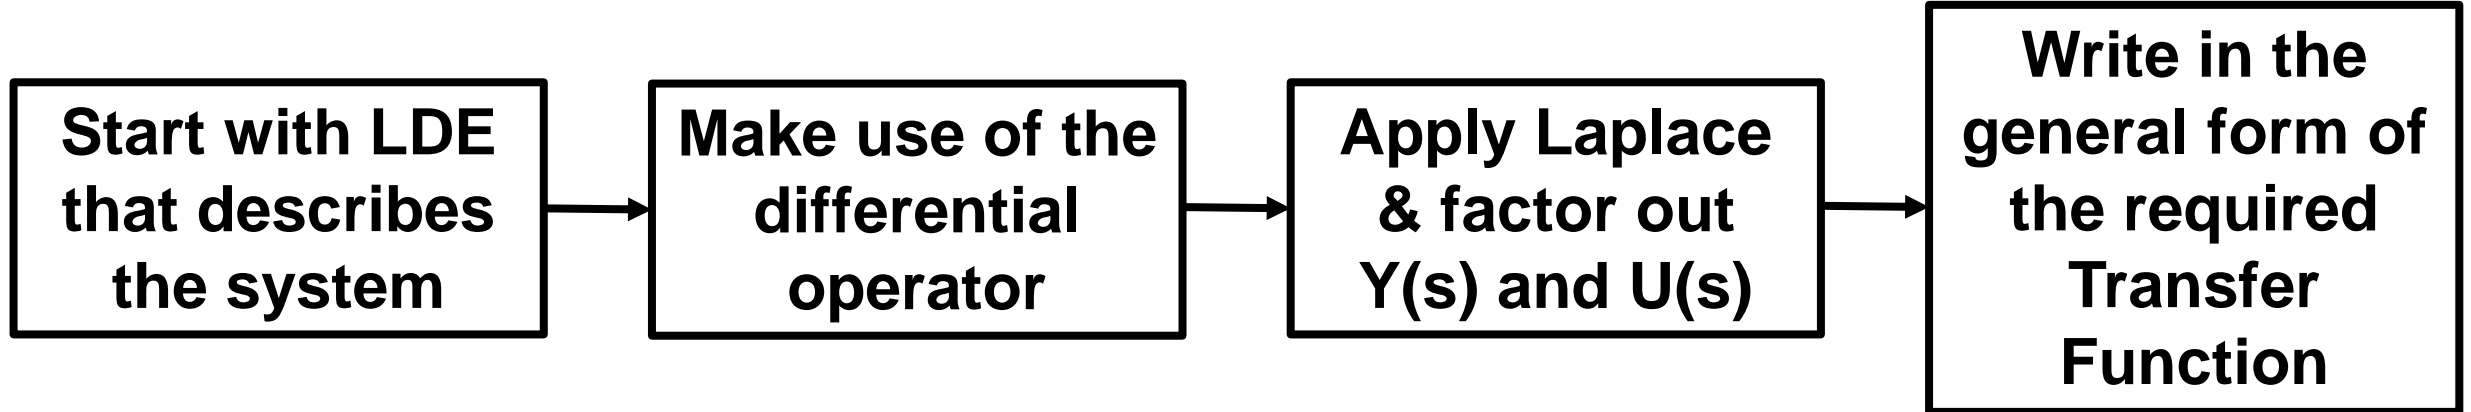 Start with LDE
that describes
the system
Make use of the
differential
operator
Apply Laplace
& factor out
Y(s) and U(s)
Write in the
general form of
the required
Transfer
Function